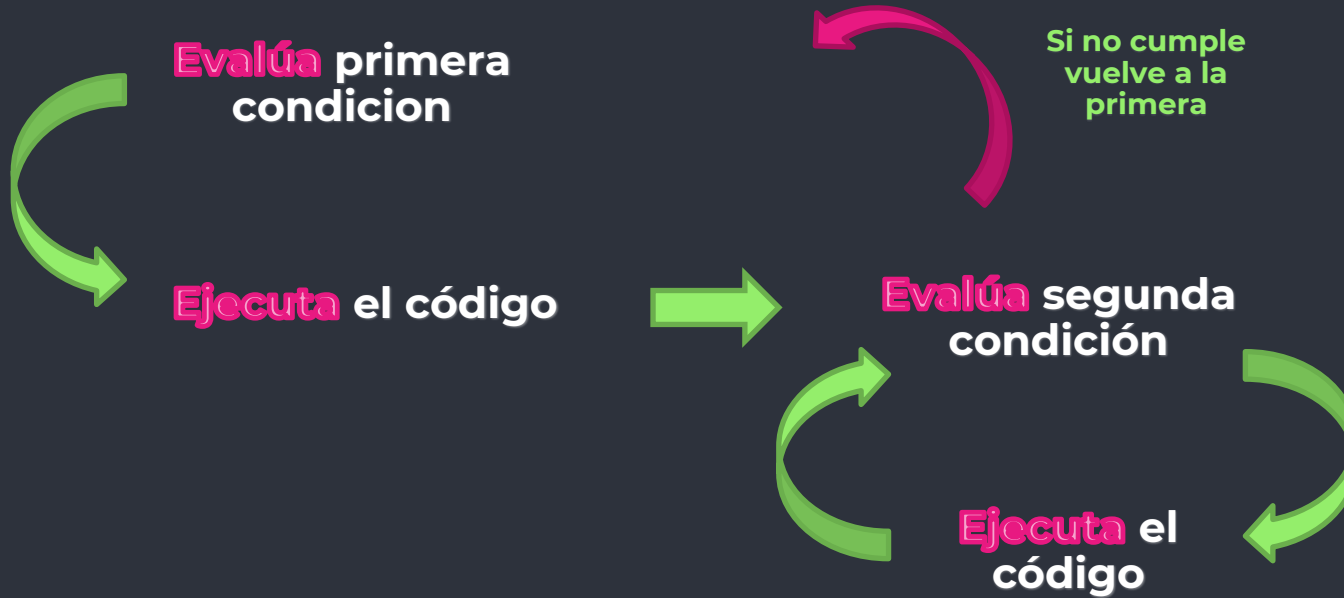 Evalúa primera
condicion
Si no cumple
vuelve a la
primera
Ejecuta el código
Evalúa segunda
condición
Ejecuta el
código